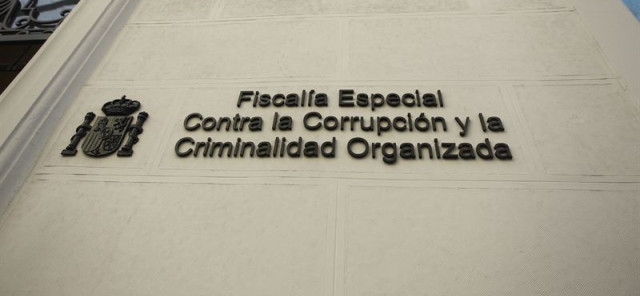 Fiscalía Especial
Contra la Corrupción y la
Criminalidad Organizada